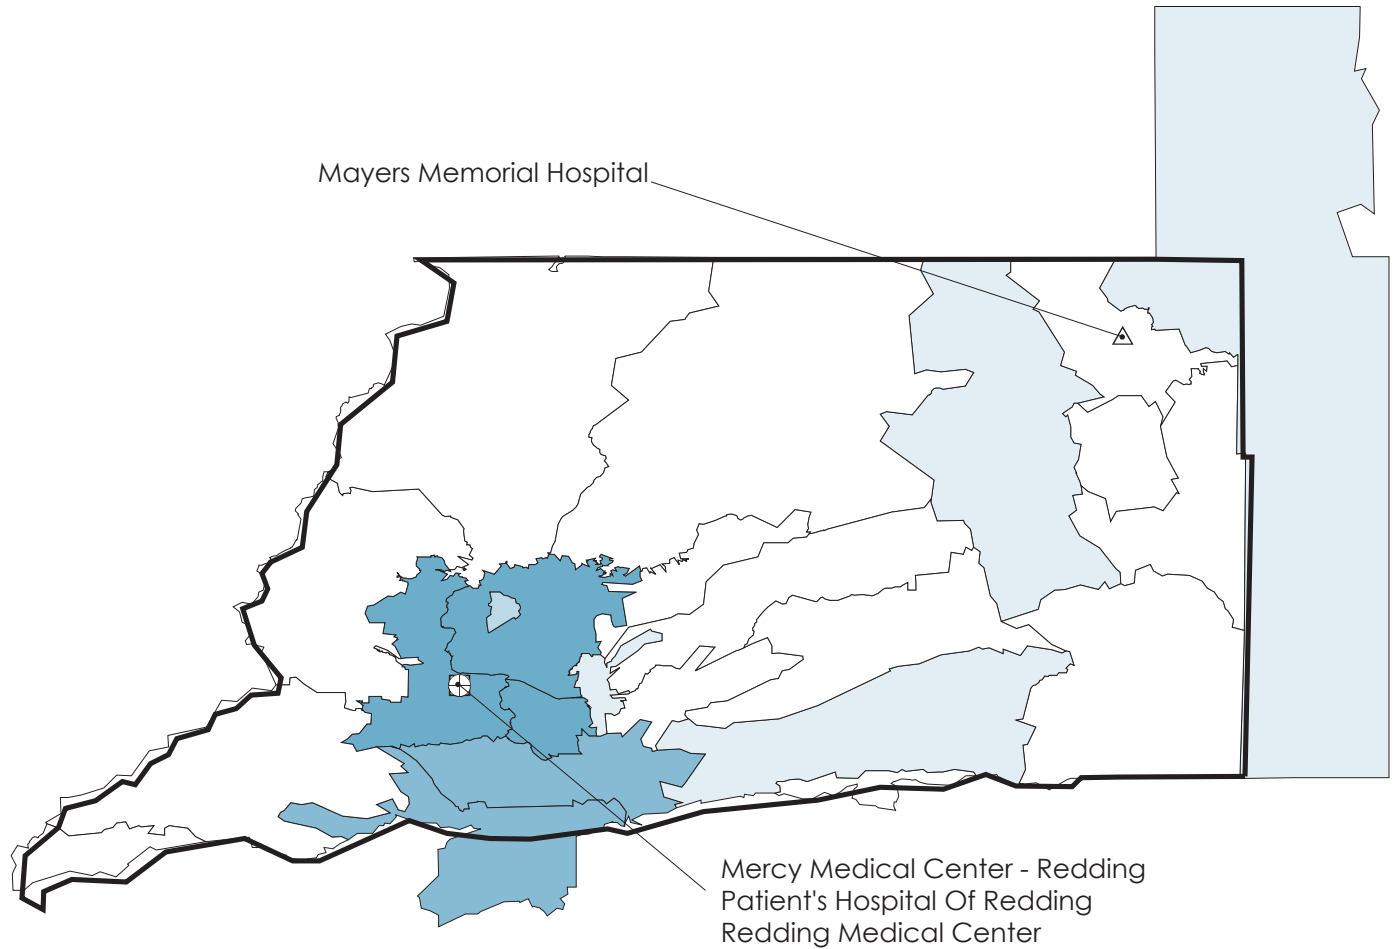 Mayers Memorial Hospital
Mercy Medical Center - Redding
Patient's Hospital Of Redding
Redding Medical Center